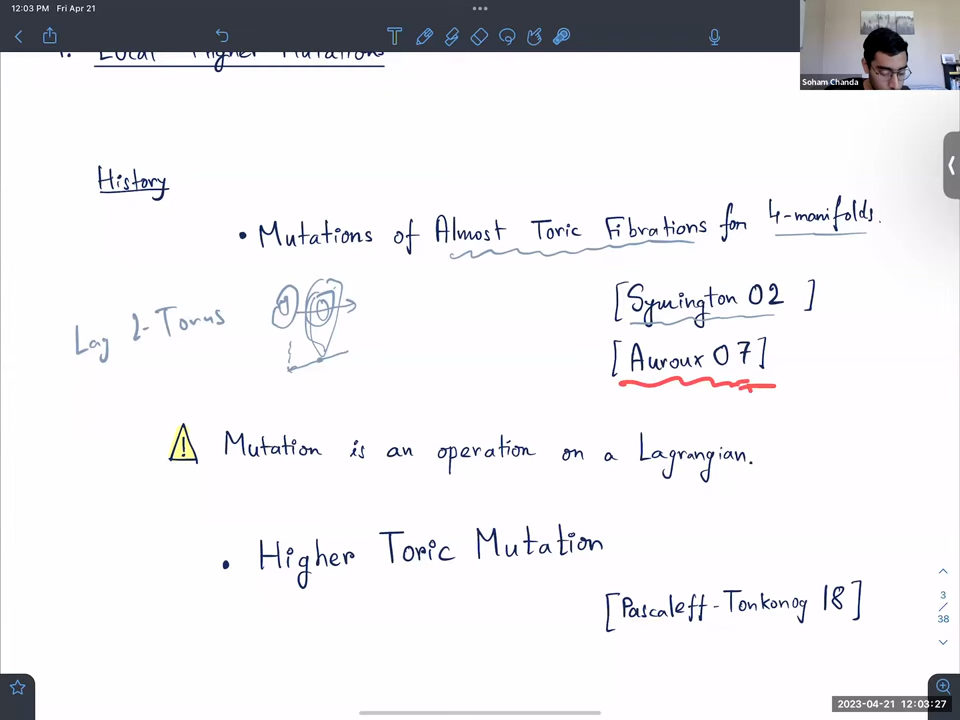 12:03 PM Fri Apr 21
Soham Chanda
1. Local Higher Mutations
History
• Mutations of Almost Toric Fibrations for 4-manifolds.
[Symington 02]
Lag 2-Torus
[Auroux 07]
! Mutation is an operation on a Lagrangian.
• Higher Toric Mutation
[Pascaleff-Tonkonog 18]
3
/
38
2023-04-21 12:03:27